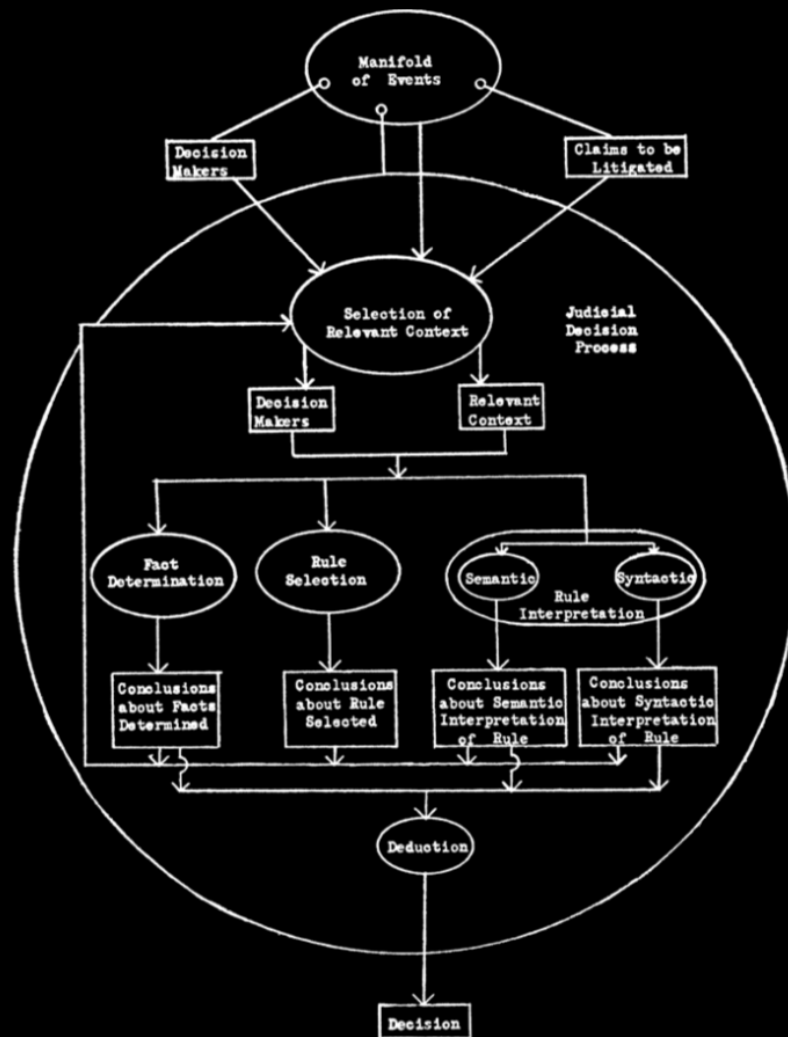 Manifold
of Events
Decision
Makers
Claims to be
Litigated
Selection of
Relevant Context
Judicial
Decision
Process
Decision
Makers
Relevant
Context
Fact
Determination
Rule
Selection
Semantic
Syntactic
Rule
Interpretation
Conclusions
about Facts
Determined
Conclusions
about Rule
Selected
Conclusions
about Semantic
Interpretation
of Rule
Conclusions
about Syntactic
Interpretation
of Rule
Deduction
Decision